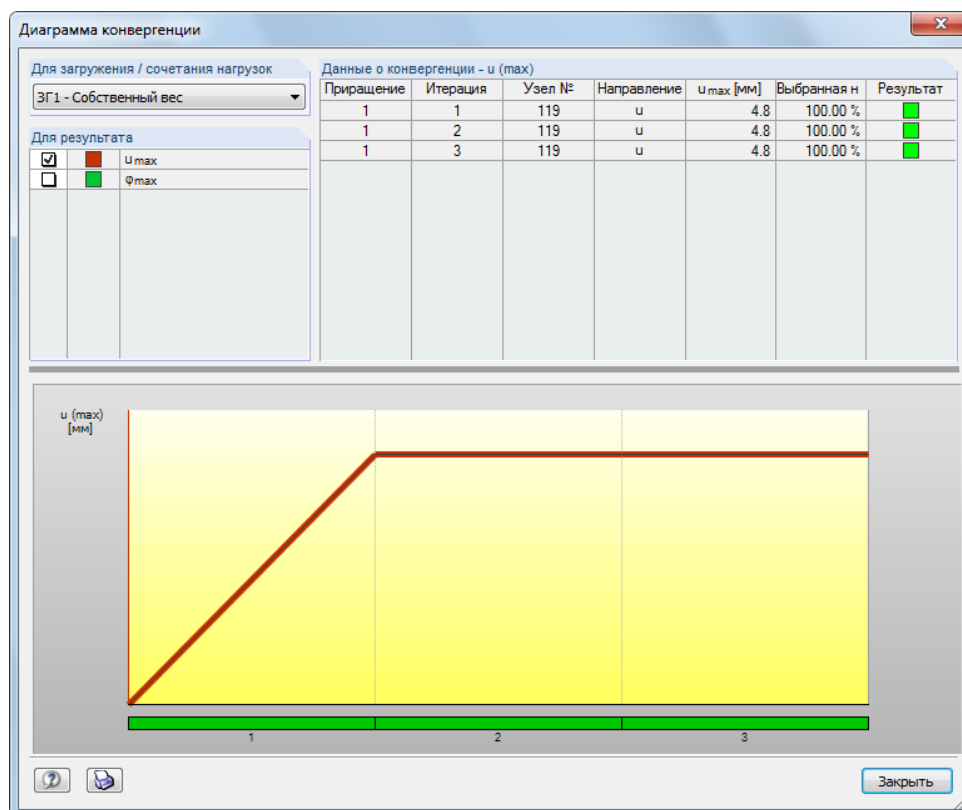 Диаграмма конвергенции
Для загружения / сочетания нагрузок
ЗГ1 - Собственный вес
Для результата
u max
φmax
Данные о конвергенции - u (max)
Приращение Итерация Узел № Направление u max [мм] Выбранная н Результат
1 1 119 u 4.8 100.00 %
1 2 119 u 4.8 100.00 %
1 3 119 u 4.8 100.00 %
u (max)
[мм]
1 2 3
Закрыть